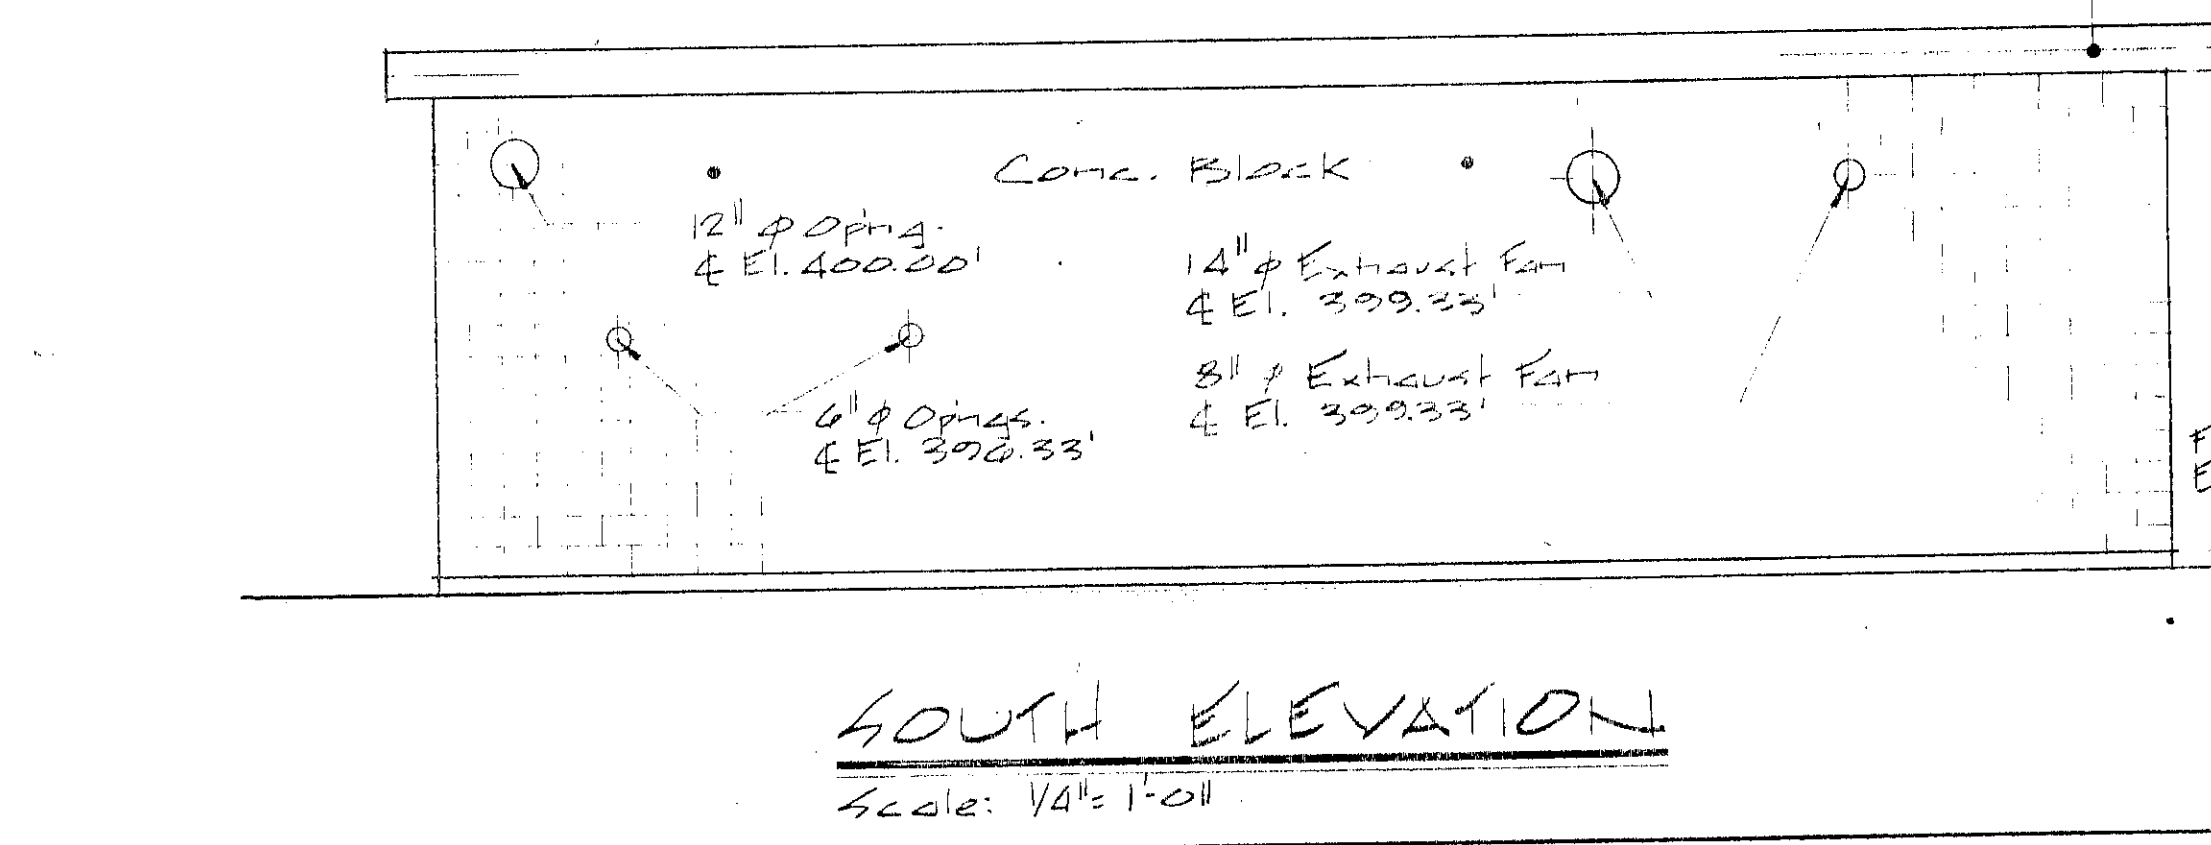 Conc. Block
12" φ Opng.
℄ El. 400.00'
14" φ Exhaust Fan
℄ El. 399.33'
8" φ Exhaust Fan
℄ El. 399.33'
6" φ Opngs.
℄ El. 396.33'
F
E
SOUTH ELEVATION
Scale: 1/4" = 1'-0"